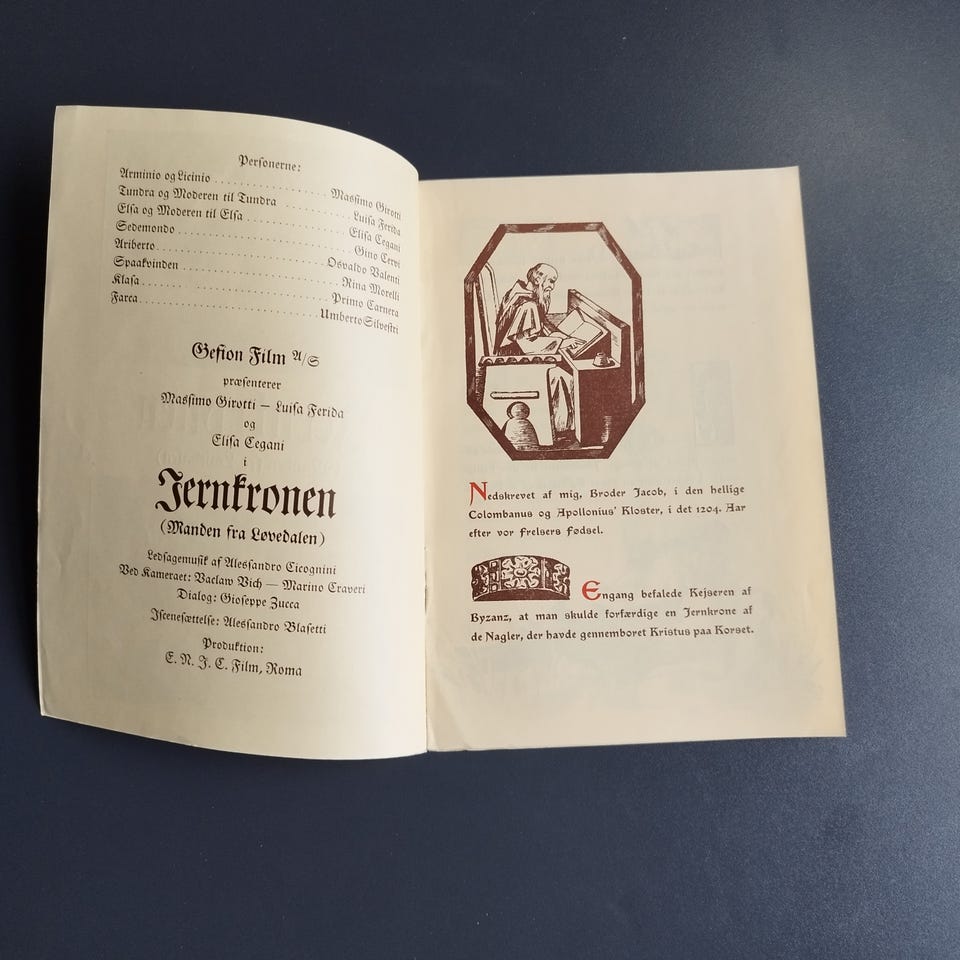 Personerne:
Arminio og Licinio . . . . . . . . . . . . . . . Massimo Girotti
Tundra og Moderen til Tundra . . . . . . . . . . Luisa Ferida
Elsa og Moderen til Elsa . . . . . . . . . . . . . . Elisa Cegani
Sedemondo . . . . . . . . . . . . . . . . . . . . . Gino Cervi
Ariberto . . . . . . . . . . . . . . . . . . . . . Osvaldo Valenti
Spaakvinden . . . . . . . . . . . . . . . . . . . . Rina Morelli
Klasa . . . . . . . . . . . . . . . . . . . . . . Primo Carnera
Farca . . . . . . . . . . . . . . . . . . . . . Umberto Silvestri
Gefion Film A/S
præsenterer
Massimo Girotti — Luisa Ferida
og
Elisa Cegani
i
Jernkronen
(Manden fra Løvedalen)
Ledsagemusik af Alessandro Cicognini
Ved Kameraet: Vaclaw Vich — Marino Craveri
Dialog: Gioseppe Zucca
Iscenesættelse: Alessandro Blasetti
Produktion:
E. N. I. C. Film, Roma
Nedskrevet af mig, Broder Jacob, i den hellige
Colombanus og Apollonius' Kloster, i det 1204. Aar
efter vor Frelsers Fødsel.
Engang befalede Kejseren af
Byzanz, at man skulde forfærdige en Jernkrone af
de Nagler, der havde gennemboret Kristus paa Korset.